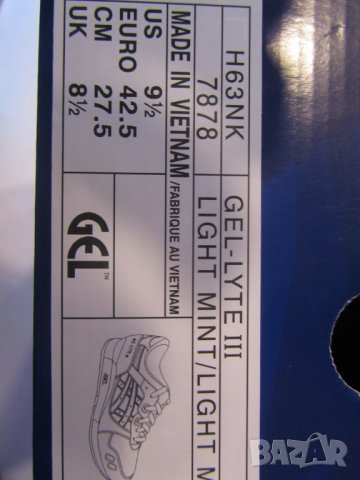 H63NK GEL-LYTE III
7878 LIGHT MINT/LIGHT M
MADE IN VIETNAM/FABRIQUE AU VIETNAM
US 9½
EURO 42.5
CM 27.5
UK 8½
GEL™
BAZAR